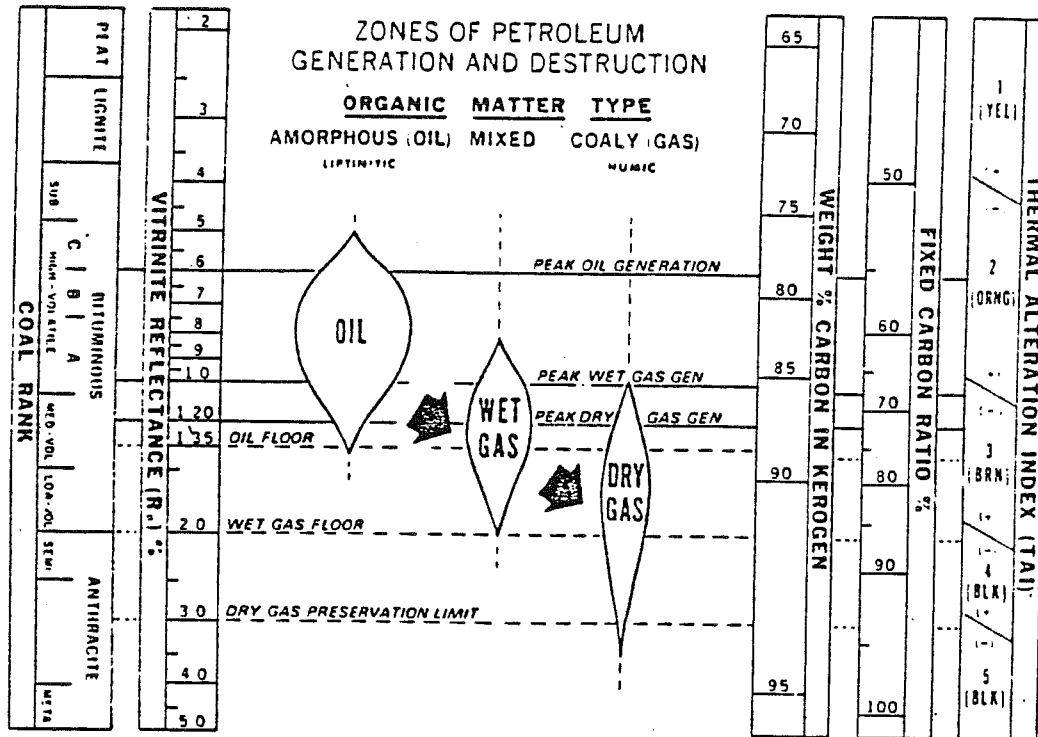 ZONES OF PETROLEUM
GENERATION AND DESTRUCTION
ORGANIC MATTER TYPE
AMORPHOUS (OIL) MIXED COALY (GAS)
LIPTINITIC HUMIC
COAL RANK
PEAT
LIGNITE
SUB.
BITUMINOUS
HIGH-VOLATILE
C | B | A
MED-VOL
LOW-VOL
SEMI
ANTHRACITE
META
VITRINITE REFLECTANCE (Ro) %
.2
.3
.4
.5
.6
.7
.8
.9
1.0
1.20
1.35
2.0
3.0
4.0
5.0
PEAK OIL GENERATION
OIL
PEAK WET GAS GEN
WET
GAS
PEAK DRY GAS GEN
OIL FLOOR
DRY
GAS
WET GAS FLOOR
DRY GAS PRESERVATION LIMIT
WEIGHT % CARBON IN KEROGEN
65
70
75
80
85
90
95
FIXED CARBON RATIO %
50
60
70
80
90
100
THERMAL ALTERATION INDEX (TAI)
1
(YEL)
(+)
(-)
2
(ORNG)
(+)
(-)
3
(BRN)
(+)
(-)
4
(BLK)
(+)
(-)
5
(BLK)